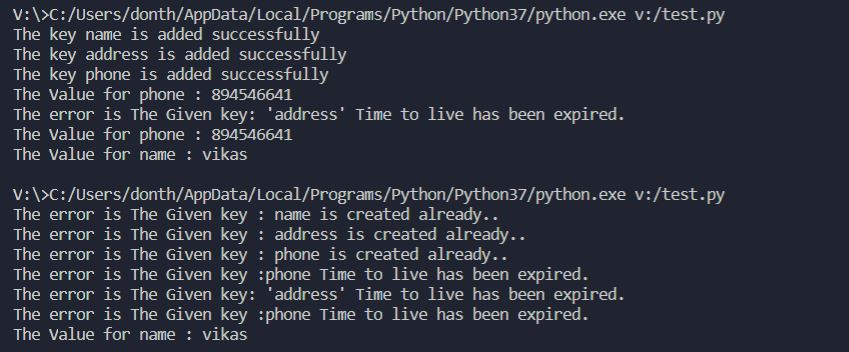 V:\>C:/Users/donth/AppData/Local/Programs/Python/Python37/python.exe v:/test.py
The key name is added successfully
The key address is added successfully
The key phone is added successfully
The Value for phone : 894546641
The error is The Given key: 'address' Time to live has been expired.
The Value for phone : 894546641
The Value for name : vikas
V:\>C:/Users/donth/AppData/Local/Programs/Python/Python37/python.exe v:/test.py
The error is The Given key : name is created already..
The error is The Given key : address is created already..
The error is The Given key : phone is created already..
The error is The Given key :phone Time to live has been expired.
The error is The Given key: 'address' Time to live has been expired.
The error is The Given key :phone Time to live has been expired.
The Value for name : vikas